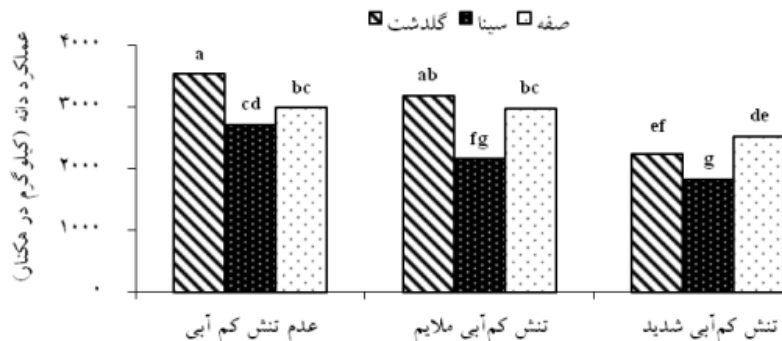 صفه سینا گلدشت
عملکرد دانه (کیلوگرم در هکتار)
۴۰۰۰
۳۰۰۰
۲۰۰۰
۱۰۰۰
۰
a cd bc
ab fg bc
ef g de
عدم تنش کم آبی
تنش کم‌آبی ملایم
تنش کم‌آبی شدید